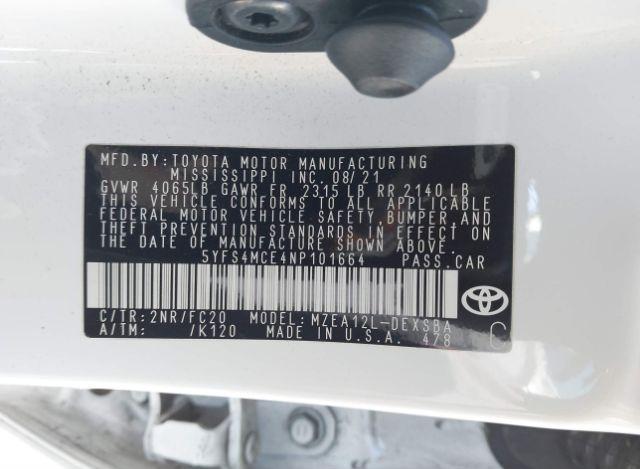 MFD. BY: TOYOTA MOTOR MANUFACTURING
MISSISSIPPI INC. 08/21
GVWR 4065LB GAWR FR 2315 LB RR 2140 LB
THIS VEHICLE CONFORMS TO ALL APPLICABLE
FEDERAL MOTOR VEHICLE SAFETY, BUMPER, AND
THEFT PREVENTION STANDARDS IN EFFECT ON
THE DATE OF MANUFACTURE SHOWN ABOVE.
5YFS4MCE4NP101664 PASS.CAR
C/TR: 2NR/FC20 MODEL: MZEA12L-DEXSBA
A/TM: /K120 MADE IN U.S.A. 478 C